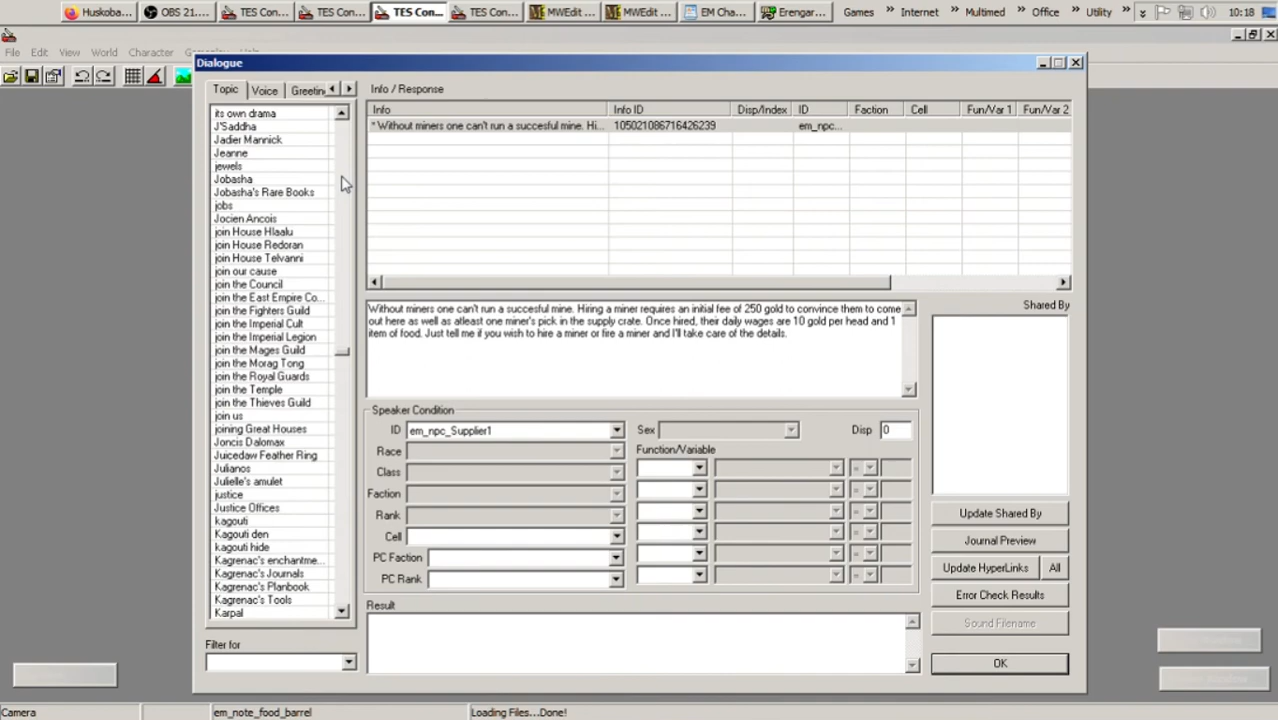 Huskoba... OBS 21.... TES Con... TES Con... TES Con... TES Con... MWEdit ... MWEdit ... EM Cha... Erengar... Games » Internet » Multimed » Office » Utility » 10:18
File Edit View World Character
Dialogue
Topic Voice Greetin
Info / Response
Info Info ID Disp/Index ID Faction Cell Fun/Var 1 Fun/Var 2
* Without miners one can't run a succesful mine. Hi... 105021086716426239 em_npc...
its own drama
J'Saddha
Jadier Mannick
Jeanne
jewels
Jobasha
Jobasha's Rare Books
jobs
Jocien Ancois
join House Hlaalu
join House Redoran
join House Telvanni
join our cause
join the Council
join the East Empire Co...
join the Fighters Guild
join the Imperial Cult
join the Imperial Legion
join the Mages Guild
join the Morag Tong
join the Royal Guards
join the Temple
join the Thieves Guild
join us
joining Great Houses
Joncis Dalomax
Juicedaw Feather Ring
Julianos
Julielle's amulet
justice
Justice Offices
kagouti
Kagouti den
kagouti hide
Kagrenac's enchantme...
Kagrenac's Journals
Kagrenac's Planbook
Kagrenac's Tools
Karpal
Filter for
Without miners one can't run a succesful mine. Hiring a miner requires an initial fee of 250 gold to convince them to come
out here as well as atleast one miner's pick in the supply crate. Once hired, their daily wages are 10 gold per head and 1
item of food. Just tell me if you wish to hire a miner or fire a miner and I'll take care of the details.
Shared By
Speaker Condition
ID em_npc_Supplier1 Sex Disp 0
Race Function/Variable
Class =
Faction =
Rank =
Cell =
PC Faction =
PC Rank =
Result
Update Shared By
Journal Preview
Update HyperLinks All
Error Check Results
Sound Filename
OK
Camera em_note_food_barrel Loading Files...Done!